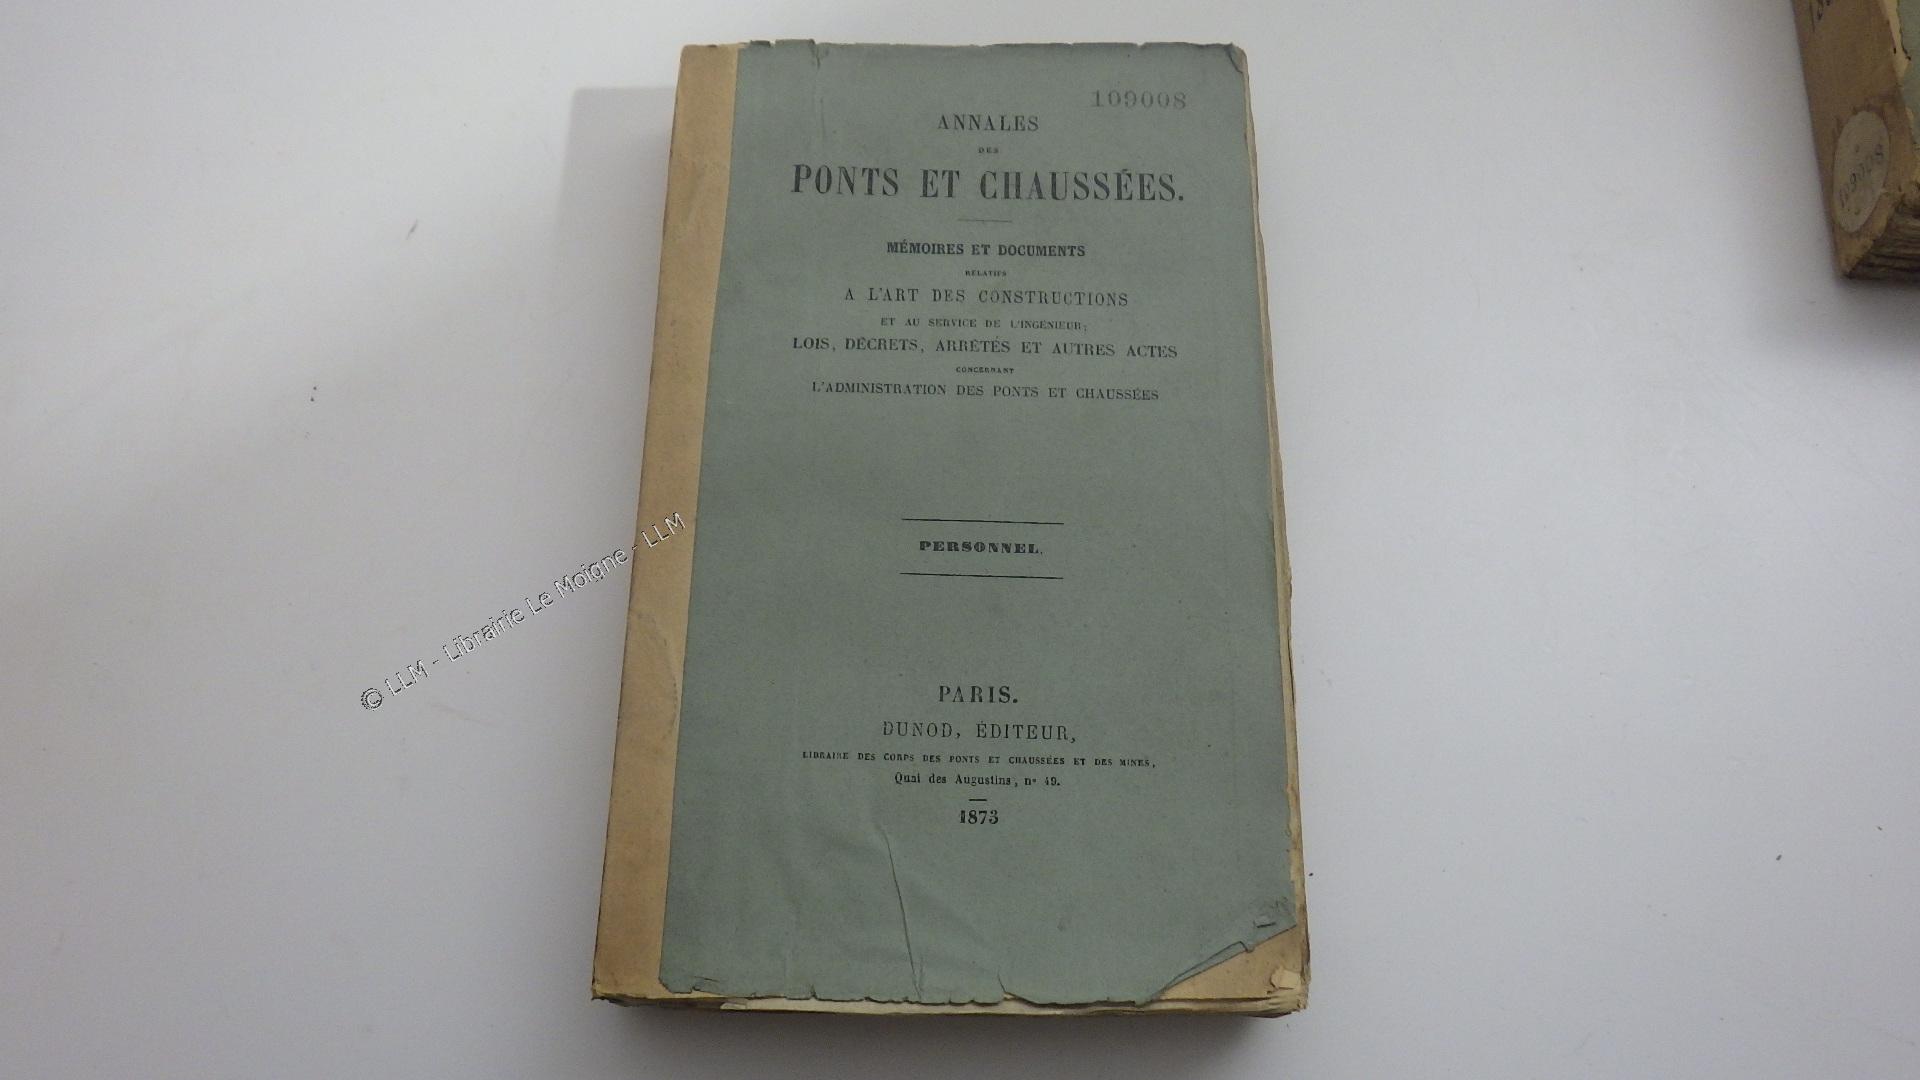 109008
ANNALES
DES
PONTS ET CHAUSSÉES.
MÉMOIRES ET DOCUMENTS
RELATIFS
A L'ART DES CONSTRUCTIONS
ET AU SERVICE DE L'INGÉNIEUR;
LOIS, DÉCRETS, ARRÊTÉS ET AUTRES ACTES
CONCERNANT
L'ADMINISTRATION DES PONTS ET CHAUSSÉES
PERSONNEL.
PARIS.
DUNOD, ÉDITEUR,
LIBRAIRE DES CORPS DES PONTS ET CHAUSSÉES ET DES MINES,
Quai des Augustins, n° 49.
1873
© LLM - Librairie Le Moigne - LLM
109008